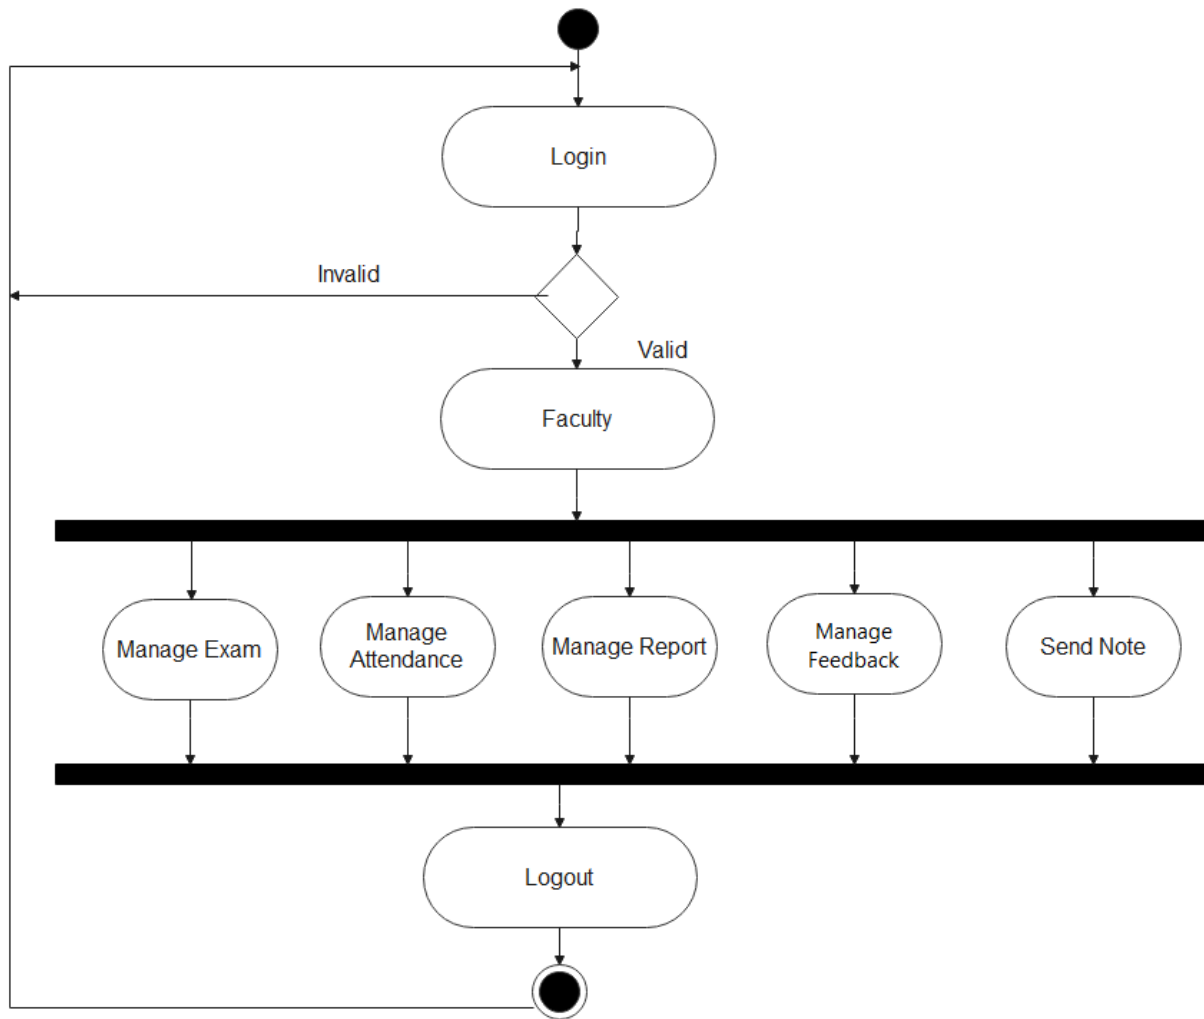 Login
Invalid
Valid
Faculty
Manage Exam
Manage
Attendance
Manage Report
Manage
Feedback
Send Note
Logout